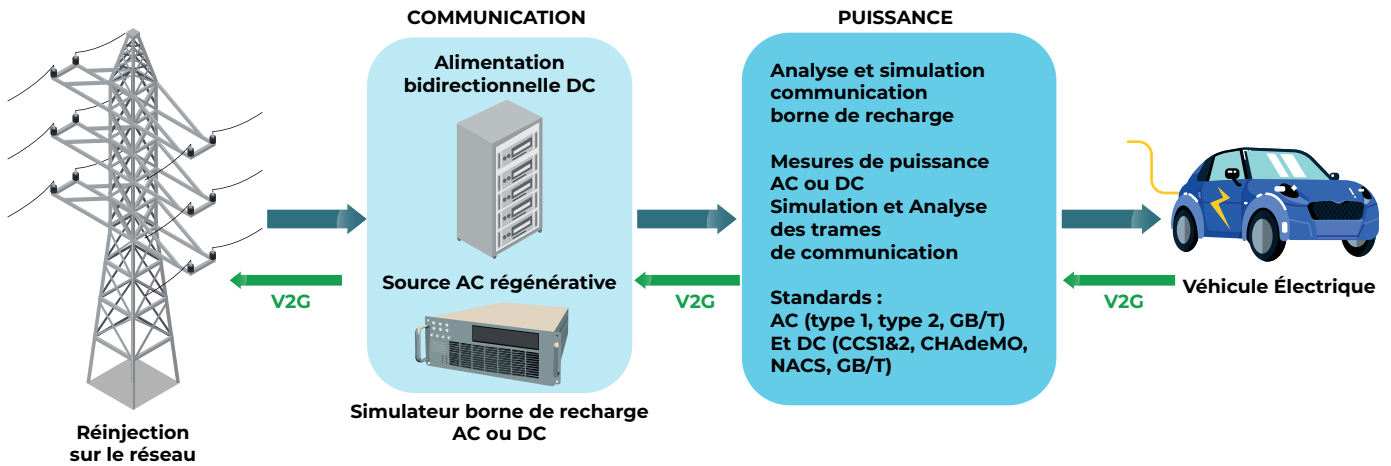 COMMUNICATION
PUISSANCE
Alimentation
bidirectionnelle DC
Source AC régénérative
Simulateur borne de recharge
AC ou DC
Analyse et simulation
communication
borne de recharge
Mesures de puissance
AC ou DC
Simulation et Analyse
des trames
de communication
Standards :
AC (type 1, type 2, GB/T)
Et DC (CCS1&2, CHAdeMO,
NACS, GB/T)
V2G
V2G
V2G
Véhicule Électrique
Réinjection
sur le réseau